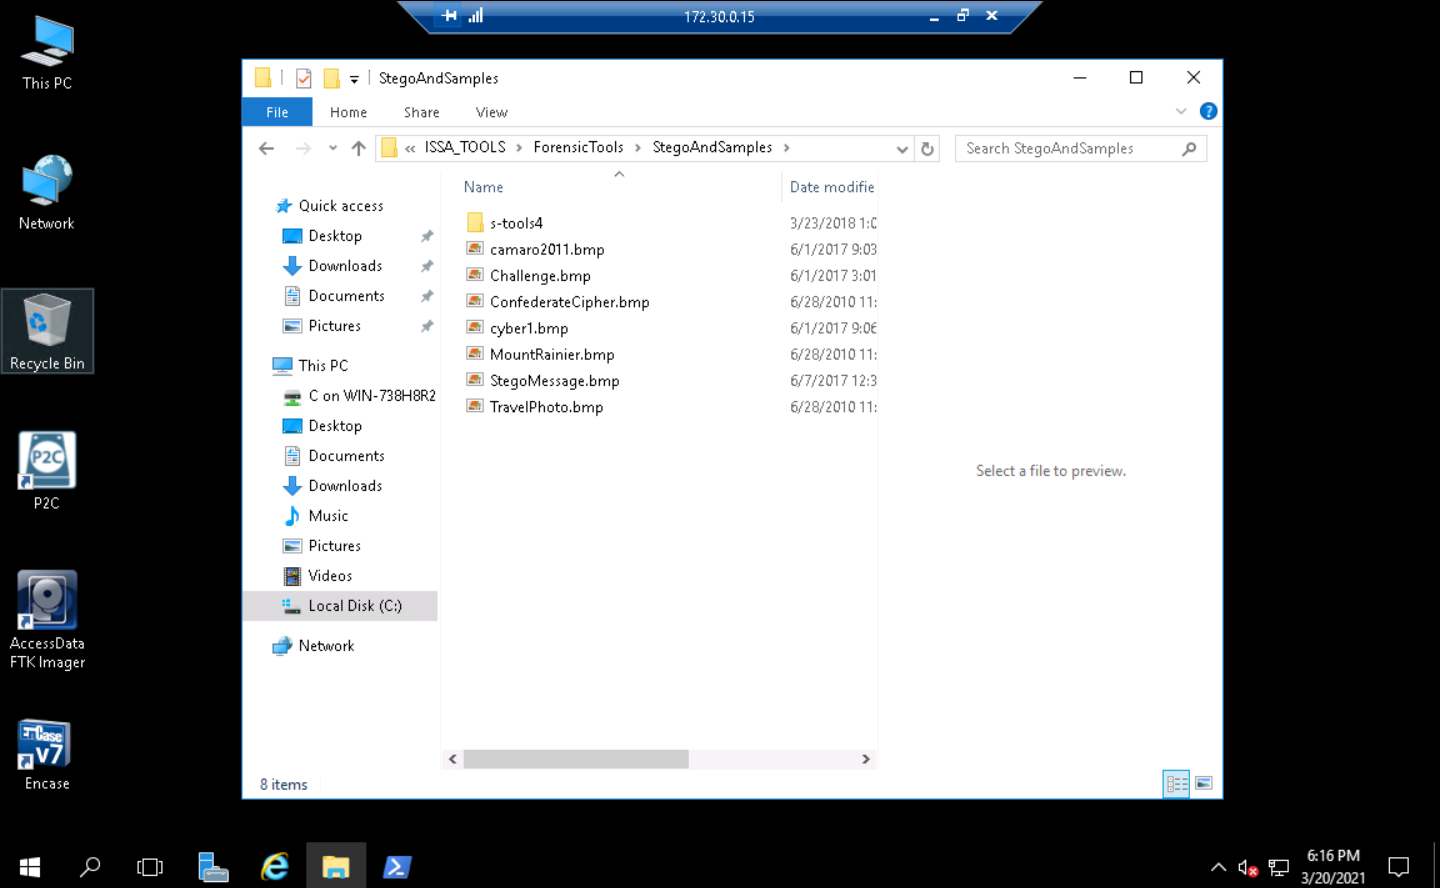 172.30.0.15
This PC
Network
Recycle Bin
P2C
P2C
AccessData
FTK Imager
EnCase
v7
Encase
StegoAndSamples
File Home Share View
« ISSA_TOOLS > ForensicTools > StegoAndSamples >
Search StegoAndSamples
Quick access
Desktop
Downloads
Documents
Pictures
This PC
C on WIN-738H8R2
Desktop
Documents
Downloads
Music
Pictures
Videos
Local Disk (C:)
Network
Name Date modifie
s-tools4 3/23/2018 1:0
camaro2011.bmp 6/1/2017 9:03
Challenge.bmp 6/1/2017 3:01
ConfederateCipher.bmp 6/28/2010 11:
cyber1.bmp 6/1/2017 9:06
MountRainier.bmp 6/28/2010 11:
StegoMessage.bmp 6/7/2017 12:3
TravelPhoto.bmp 6/28/2010 11:
Select a file to preview.
8 items
6:16 PM
3/20/2021